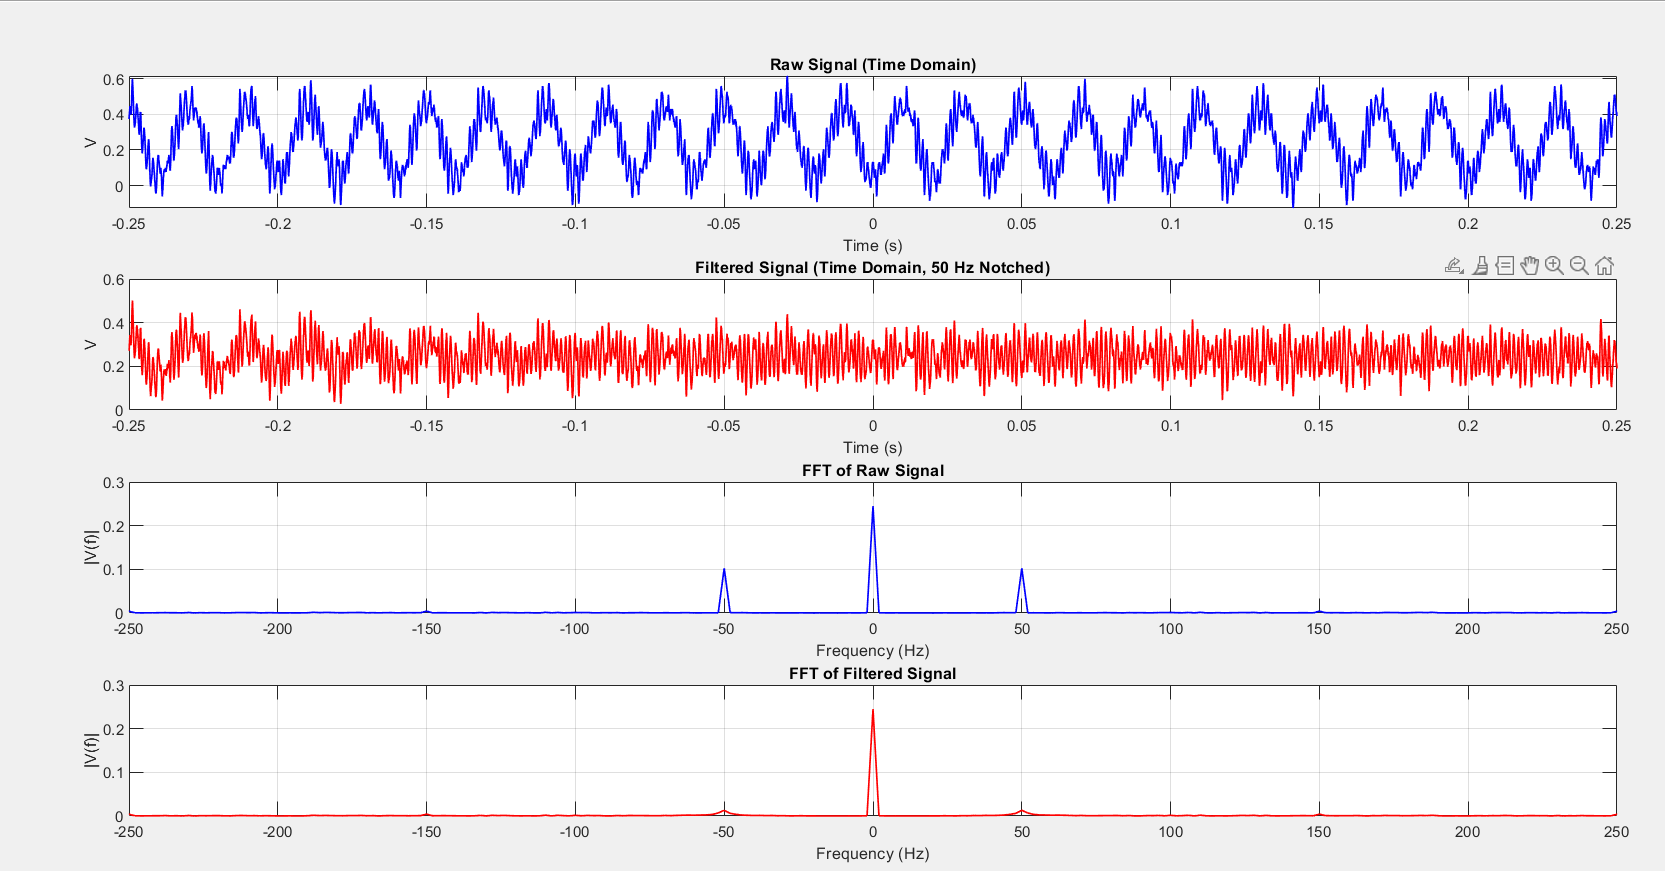 Raw Signal (Time Domain)
0.6
0.4
0.2
0
V
-0.25 -0.2 -0.15 -0.1 -0.05 0 0.05 0.1 0.15 0.2 0.25
Time (s)
Filtered Signal (Time Domain, 50 Hz Notched)
0.6
0.4
0.2
0
V
-0.25 -0.2 -0.15 -0.1 -0.05 0 0.05 0.1 0.15 0.2 0.25
Time (s)
FFT of Raw Signal
0.3
0.2
0.1
0
|V(f)|
-250 -200 -150 -100 -50 0 50 100 150 200 250
Frequency (Hz)
FFT of Filtered Signal
0.3
0.2
0.1
0
|V(f)|
-250 -200 -150 -100 -50 0 50 100 150 200 250
Frequency (Hz)